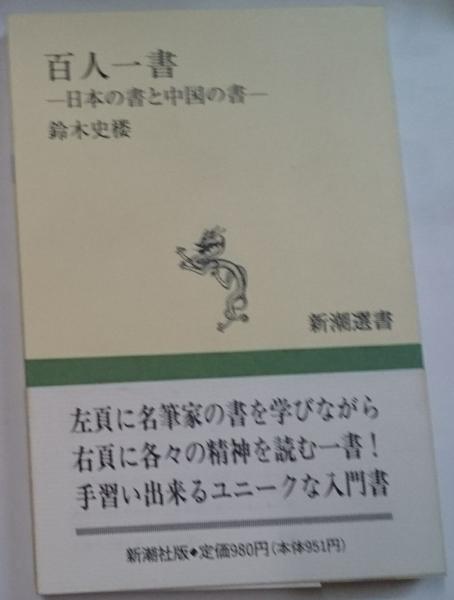 百人一書
―日本の書と中国の書―
鈴木史楼
新潮選書
左頁に名筆家の書を学びながら
右頁に各々の精神を読む一書！
手習い出来るユニークな入門書
新潮社版◆定価980円（本体951円）